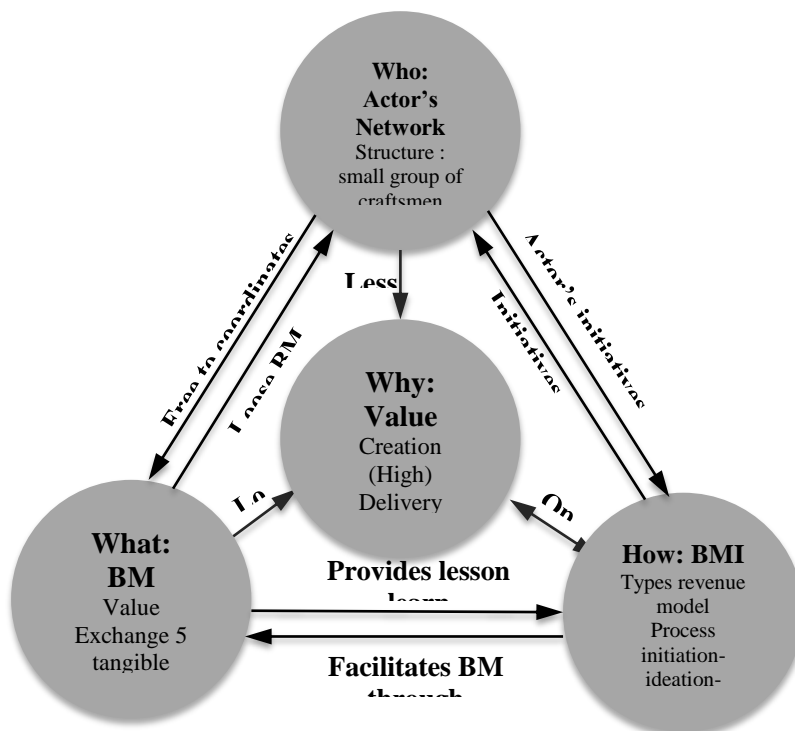 Who:
Actor’s
Network
Structure :
small group of
craftsmen
Free to coordinates
Loose BM
Less
Actor’s initiatives
Initiatives
Why:
Value
Creation
(High)
Delivery
What:
BM
Value
Exchange 5
tangible
How: BMI
Types revenue
model
Process
initiation-
ideation-
Provides lesson
learn
Facilitates BM
through